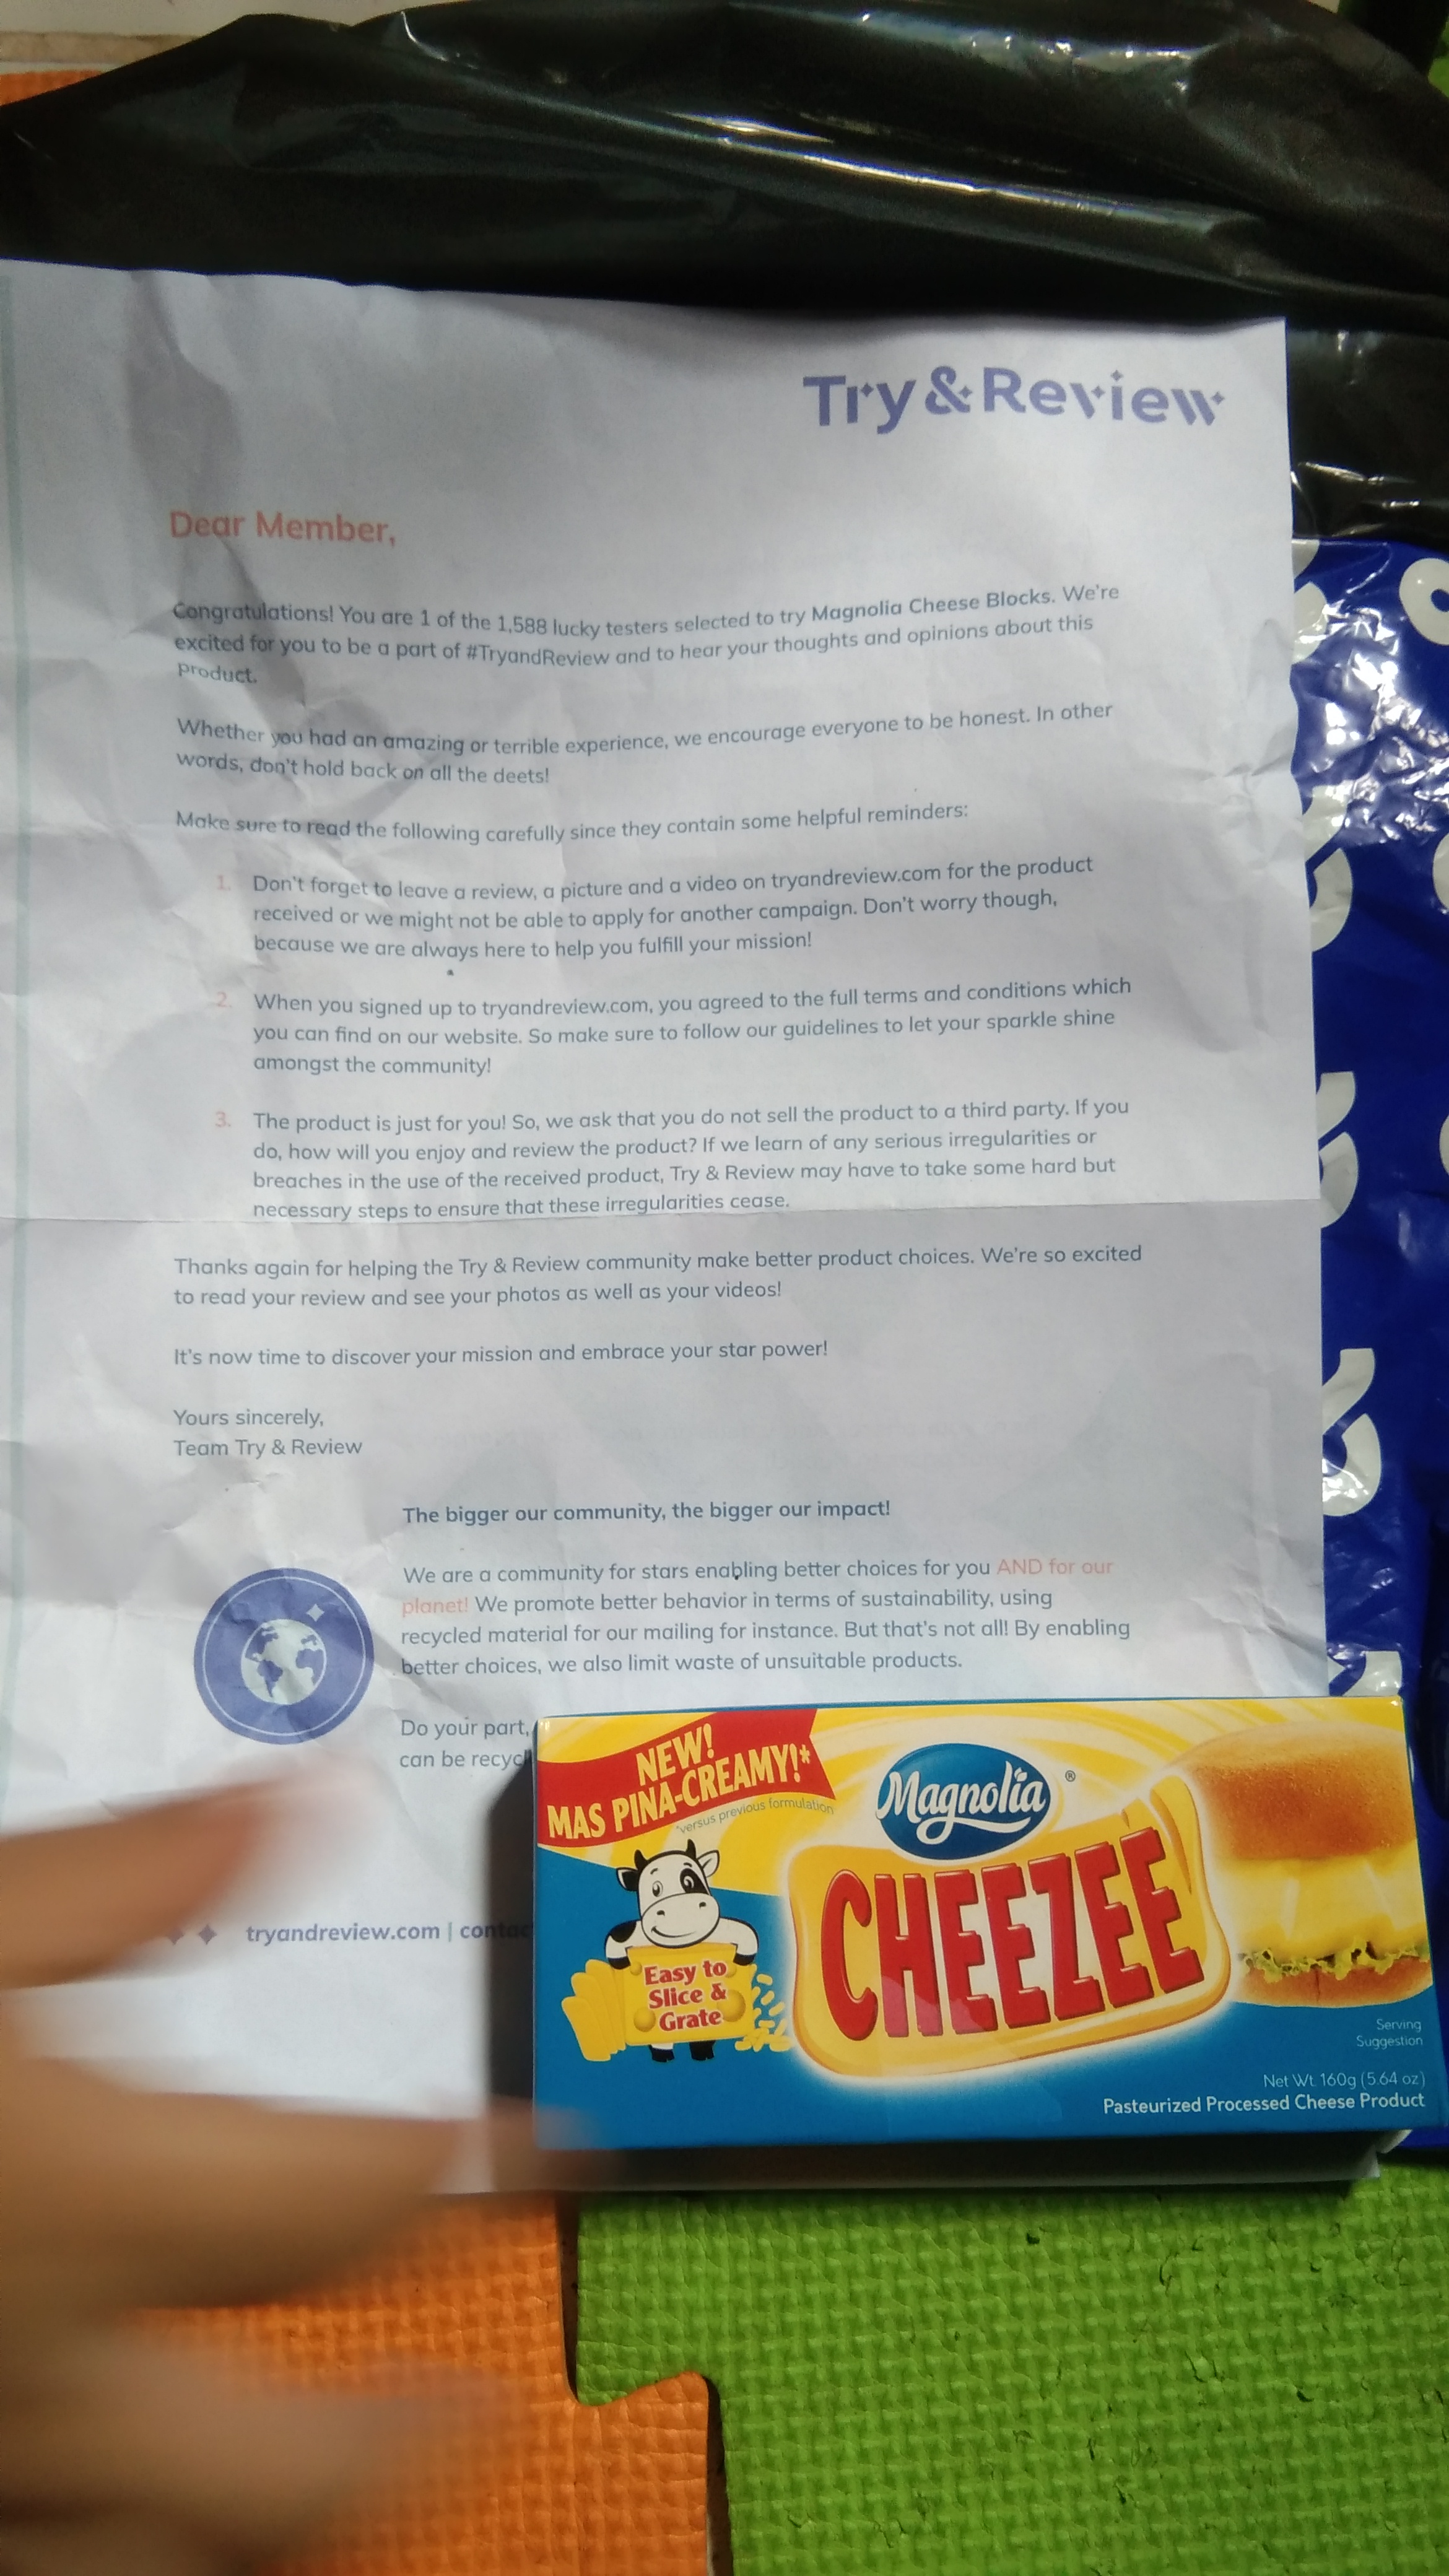 Try & Review
Dear Member,
Congratulations! You are 1 of the 1,588 lucky testers selected to try Magnolia Cheese Blocks. We're
excited for you to be a part of #TryandReview and to hear your thoughts and opinions about this
product.
Whether you had an amazing or terrible experience, we encourage everyone to be honest. In other
words, don't hold back on all the deets!
Make sure to read the following carefully since they contain some helpful reminders:
1. Don't forget to leave a review, a picture and a video on tryandreview.com for the product
received or we might not be able to apply for another campaign. Don't worry though,
because we are always here to help you fulfill your mission!
2. When you signed up to tryandreview.com, you agreed to the full terms and conditions which
you can find on our website. So make sure to follow our guidelines to let your sparkle shine
amongst the community!
3. The product is just for you! So, we ask that you do not sell the product to a third party. If you
do, how will you enjoy and review the product? If we learn of any serious irregularities or
breaches in the use of the received product, Try & Review may have to take some hard but
necessary steps to ensure that these irregularities cease.
Thanks again for helping the Try & Review community make better product choices. We're so excited
to read your review and see your photos as well as your videos!
It's now time to discover your mission and embrace your star power!
Yours sincerely,
Team Try & Review
The bigger our community, the bigger our impact!
We are a community for stars enabling better choices for you AND for our
planet! We promote better behavior in terms of sustainability, using
recycled material for our mailing for instance. But that's not all! By enabling
better choices, we also limit waste of unsuitable products.
Do your part,
can be
tryandreview.com |
NEW!
MAS PINA-CREAMY!*
*versus previous formulation
Magnolia ®
CHEEZEE
Easy to
Slice &
Grate
Serving
Suggestion
Net Wt. 160g (5.64 oz)
Pasteurized Processed Cheese Product